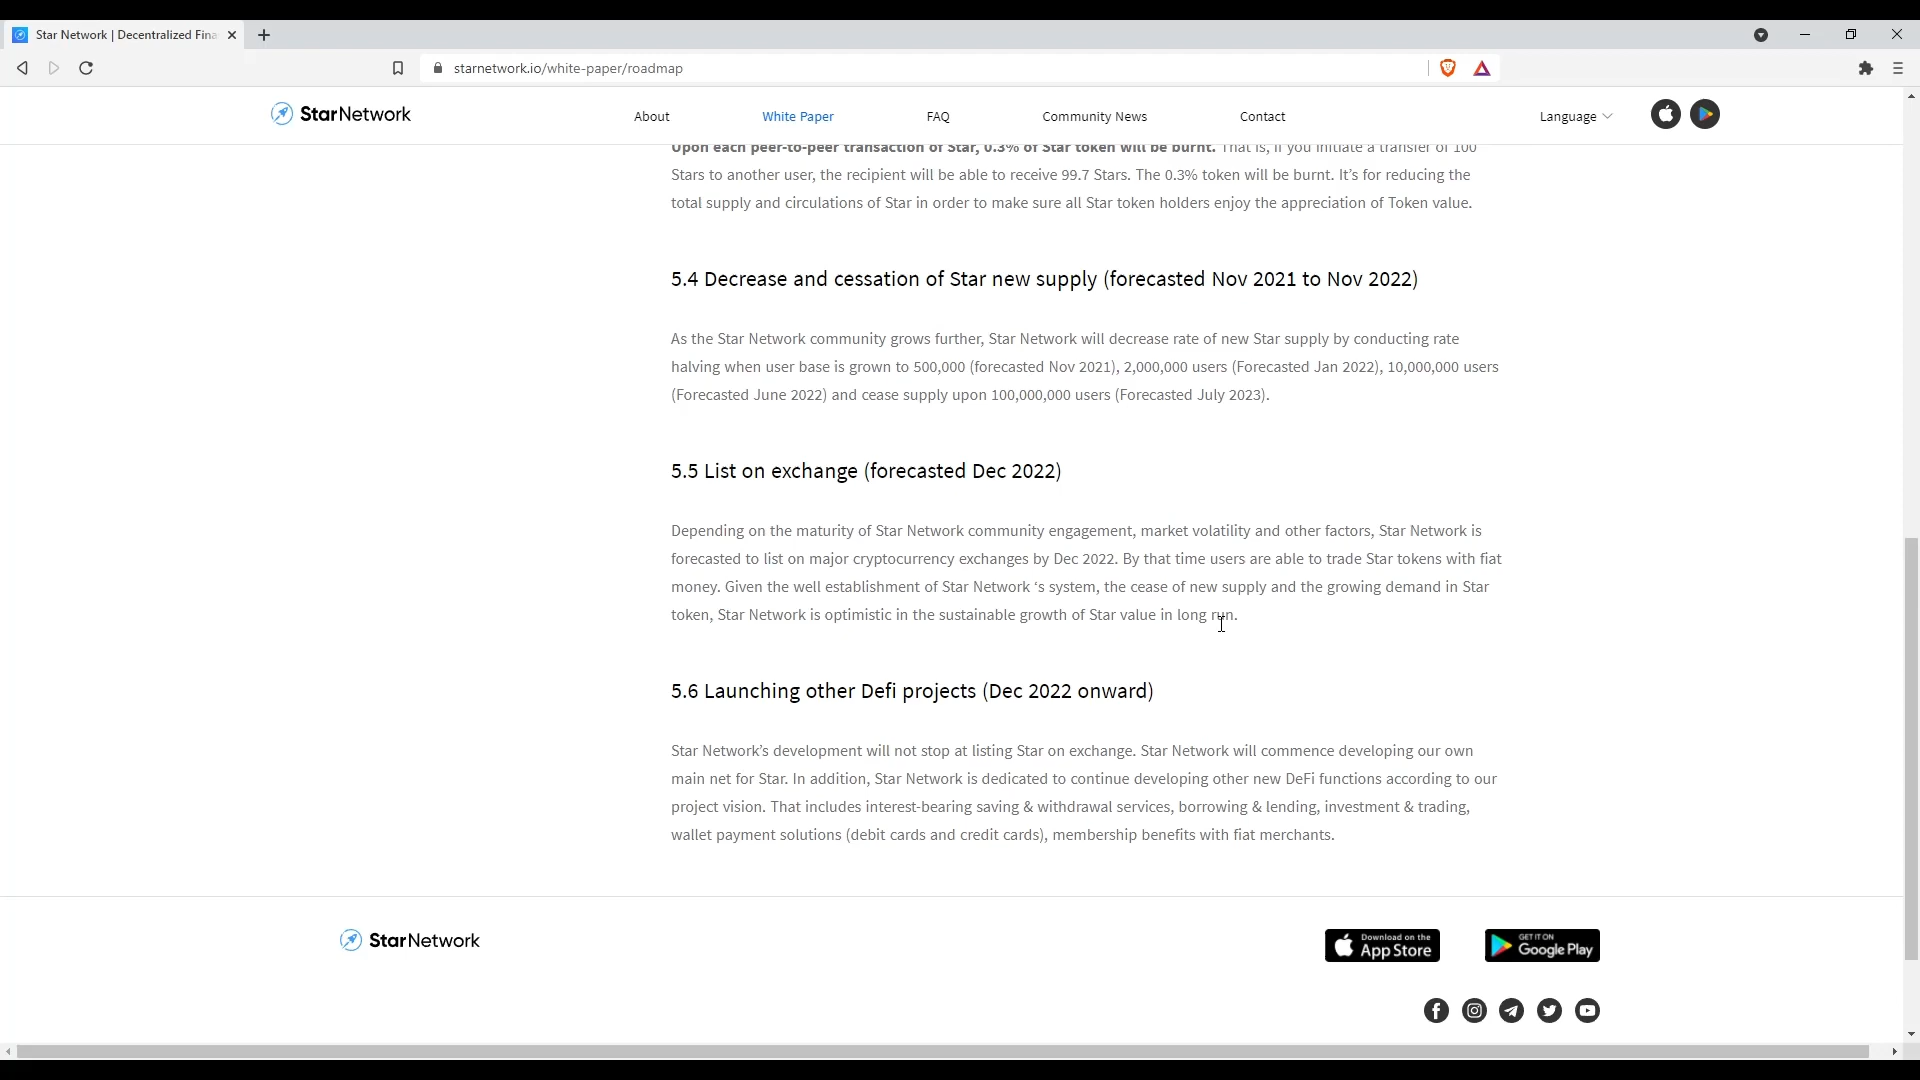 Star Network | Decentralized Fina
starnetwork.io/white-paper/roadmap
StarNetwork
About
White Paper
FAQ
Community News
Contact
Language
Upon each peer-to-peer transaction of Star, 0.3% of Star token will be burnt. That is, if you initiate a transfer of 100
Stars to another user, the recipient will be able to receive 99.7 Stars. The 0.3% token will be burnt. It’s for reducing the
total supply and circulations of Star in order to make sure all Star token holders enjoy the appreciation of Token value.
5.4 Decrease and cessation of Star new supply (forecasted Nov 2021 to Nov 2022)
As the Star Network community grows further, Star Network will decrease rate of new Star supply by conducting rate
halving when user base is grown to 500,000 (forecasted Nov 2021), 2,000,000 users (Forecasted Jan 2022), 10,000,000 users
(Forecasted June 2022) and cease supply upon 100,000,000 users (Forecasted July 2023).
5.5 List on exchange (forecasted Dec 2022)
Depending on the maturity of Star Network community engagement, market volatility and other factors, Star Network is
forecasted to list on major cryptocurrency exchanges by Dec 2022. By that time users are able to trade Star tokens with fiat
money. Given the well establishment of Star Network ‘s system, the cease of new supply and the growing demand in Star
token, Star Network is optimistic in the sustainable growth of Star value in long run.
5.6 Launching other Defi projects (Dec 2022 onward)
Star Network’s development will not stop at listing Star on exchange. Star Network will commence developing our own
main net for Star. In addition, Star Network is dedicated to continue developing other new DeFi functions according to our
project vision. That includes interest-bearing saving & withdrawal services, borrowing & lending, investment & trading,
wallet payment solutions (debit cards and credit cards), membership benefits with fiat merchants.
StarNetwork
Download on the
App Store
GET IT ON
Google Play